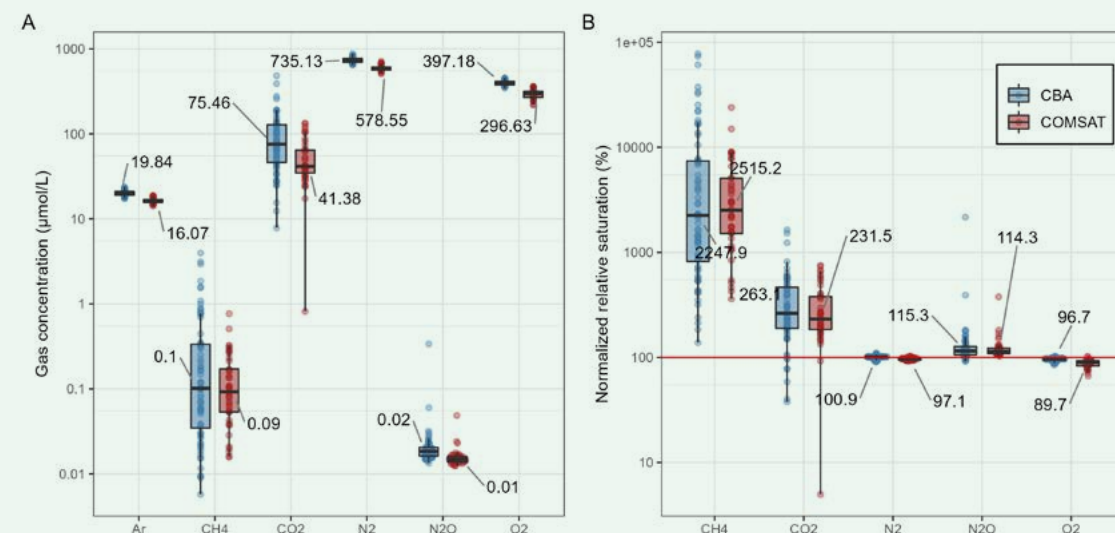 A
Gas concentration (μmol/L)
1000
100
10
1
0.1
0.01
19.84
16.07
0.1
0.09
75.46
41.38
735.13
578.55
0.02
0.01
397.18
296.63
Ar
CH4
CO2
N2
N2O
O2
B
Normalized relative saturation (%)
1e+05
10000
1000
100
10
CBA
COMSAT
2247.9
2515.2
263.1
231.5
100.9
97.1
115.3
114.3
96.7
89.7
CH4
CO2
N2
N2O
O2